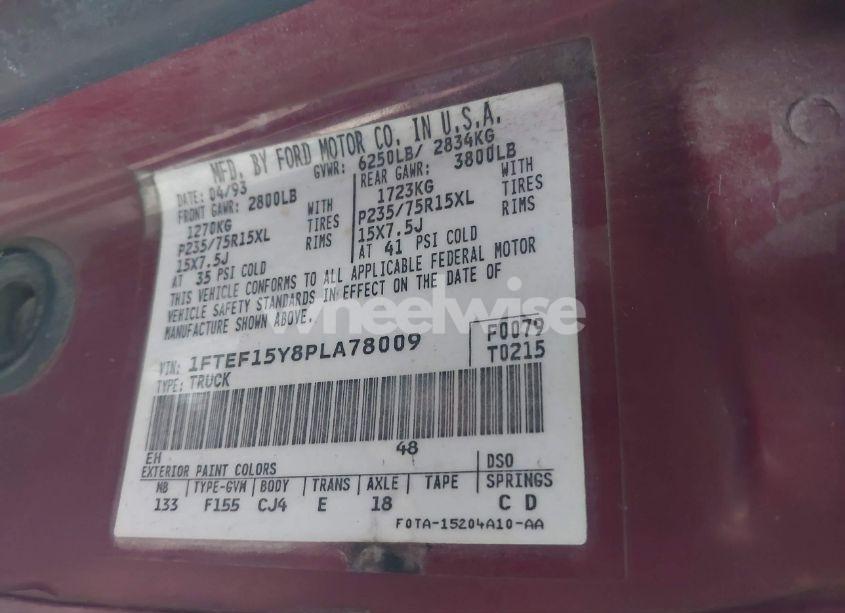 MFD. BY FORD MOTOR CO. IN U.S.A.
DATE: 04/93 GVWR: 6250LB/ 2834KG
FRONT GAWR: 2800LB REAR GAWR: 3800LB
1270KG WITH 1723KG WITH
P235/75R15XL TIRES P235/75R15XL TIRES
15X7.5J RIMS 15X7.5J RIMS
AT 35 PSI COLD AT 41 PSI COLD
THIS VEHICLE CONFORMS TO ALL APPLICABLE FEDERAL MOTOR
VEHICLE SAFETY STANDARDS IN EFFECT ON THE DATE OF
MANUFACTURE SHOWN ABOVE.
wheelwise
VIN: 1FTEF15Y8PLA78009 F0079
TYPE: TRUCK T0215
EH 48
EXTERIOR PAINT COLORS DSO
WB TYPE-GVM BODY TRANS AXLE TAPE SPRINGS
133 F155 CJ4 E 18 C D
F0TA-15204A10-AA